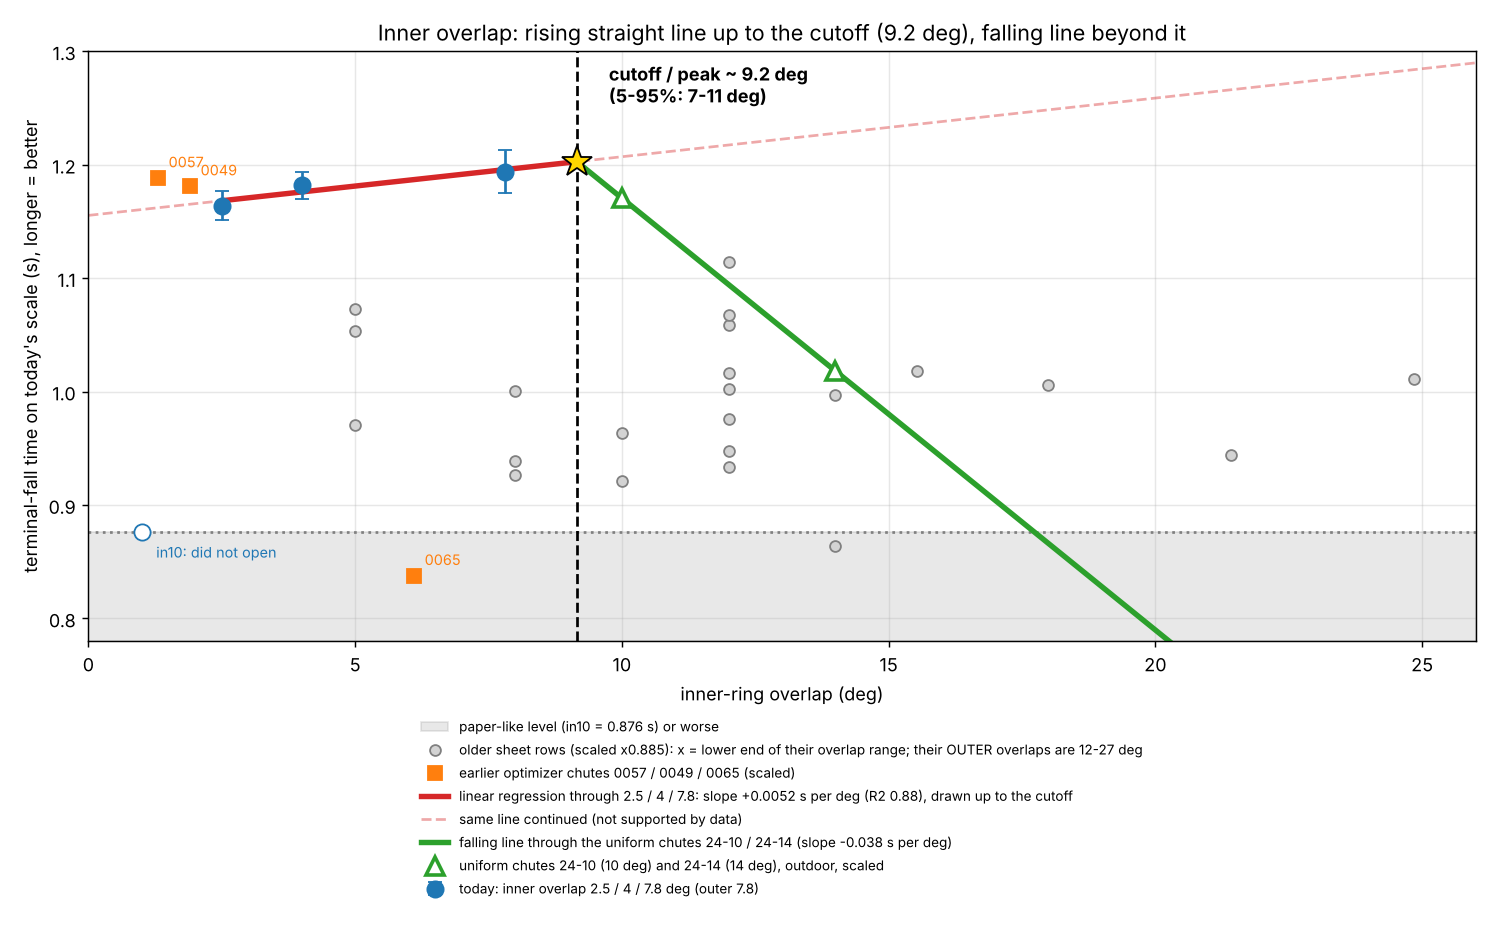 Inner overlap: rising straight line up to the cutoff (9.2 deg), falling line beyond it
cutoff / peak ~ 9.2 deg
(5-95%: 7-11 deg)
terminal-fall time on today's scale (s), longer = better
1.3
1.2
1.1
1.0
0.9
0.8
0057
0049
in10: did not open
0065
0
5
10
15
20
25
inner-ring overlap (deg)
paper-like level (in10 = 0.876 s) or worse
older sheet rows (scaled x0.885): x = lower end of their overlap range; their OUTER overlaps are 12-27 deg
earlier optimizer chutes 0057 / 0049 / 0065 (scaled)
linear regression through 2.5 / 4 / 7.8: slope +0.0052 s per deg (R2 0.88), drawn up to the cutoff
same line continued (not supported by data)
falling line through the uniform chutes 24-10 / 24-14 (slope -0.038 s per deg)
uniform chutes 24-10 (10 deg) and 24-14 (14 deg), outdoor, scaled
today: inner overlap 2.5 / 4 / 7.8 deg (outer 7.8)